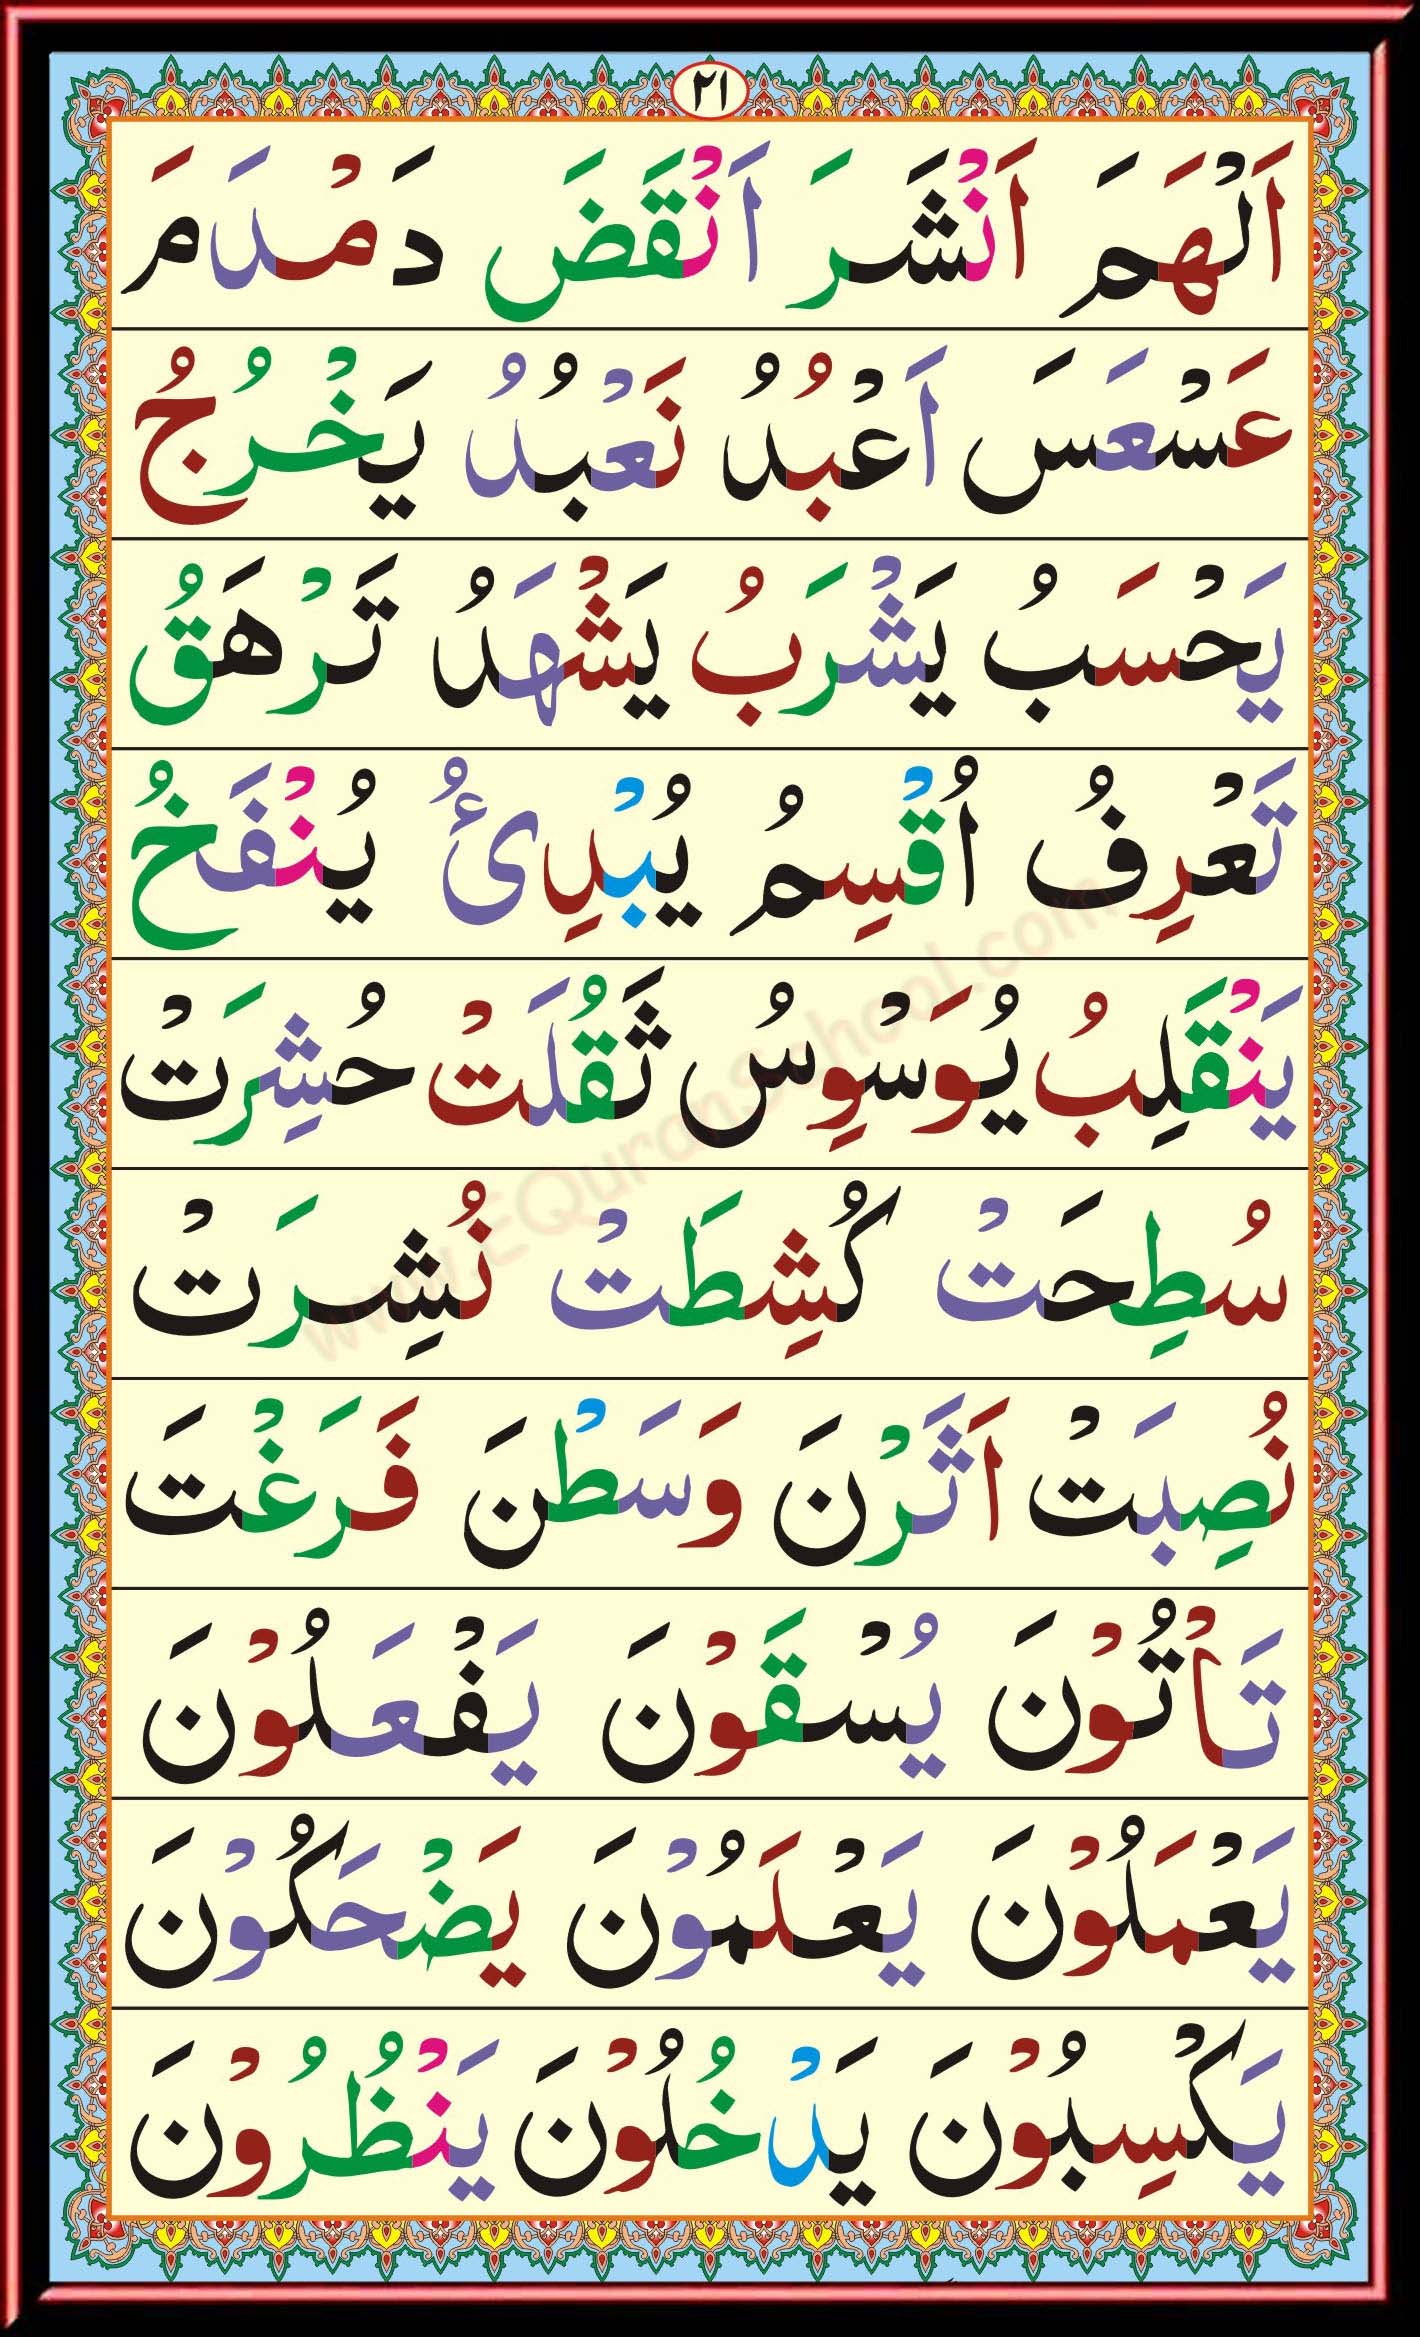 ٢١
اَلْهَمَ اَنْشَرَ اَنْقَضَ دَمْدَمَ
عَسْعَسَ اَعْبُدُ نَعْبُدُ يَخْرُجُ
يَحْسَبُ يَشْرَبُ يَشْهَدُ تَرْهَقُ
تَعْرِفُ اُقْسِمُ يُبْدِئُ يُنْفَخُ
يَنْقَلِبُ يُوَسْوِسُ ثَقُلَتْ حُشِرَتْ
سُطِحَتْ كُشِطَتْ نُشِرَتْ
نُصِبَتْ اَثَرْنَ وَسَطْنَ فَرَغْتَ
تَاْتُوْنَ يُسْقَوْنَ يَفْعَلُوْنَ
يَعْمَلُوْنَ يَعْلَمُوْنَ يَضْحَكُوْنَ
يَكْسِبُوْنَ يَدْخُلُوْنَ يَنْظُرُوْنَ
www.EQuranSchool.com